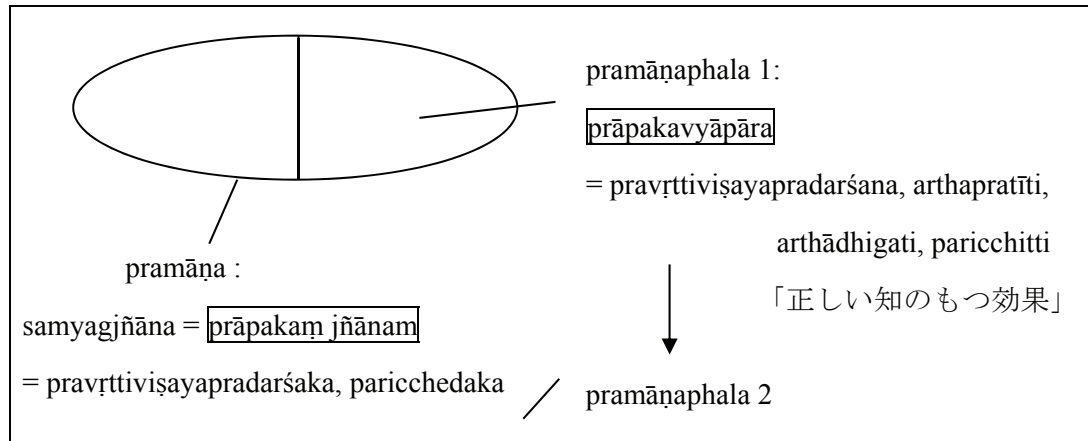 pramāṇaphala 1:
prāpakavyāpāra
= pravṛttiviṣayapradarśana, arthapratīti,
arthādhigati, paricchitti
「正しい知のもつ効果」
pramāṇa :
samyagjñāna = prāpakaṃ jñānam
= pravṛttiviṣayapradarśaka, paricchedaka
pramāṇaphala 2